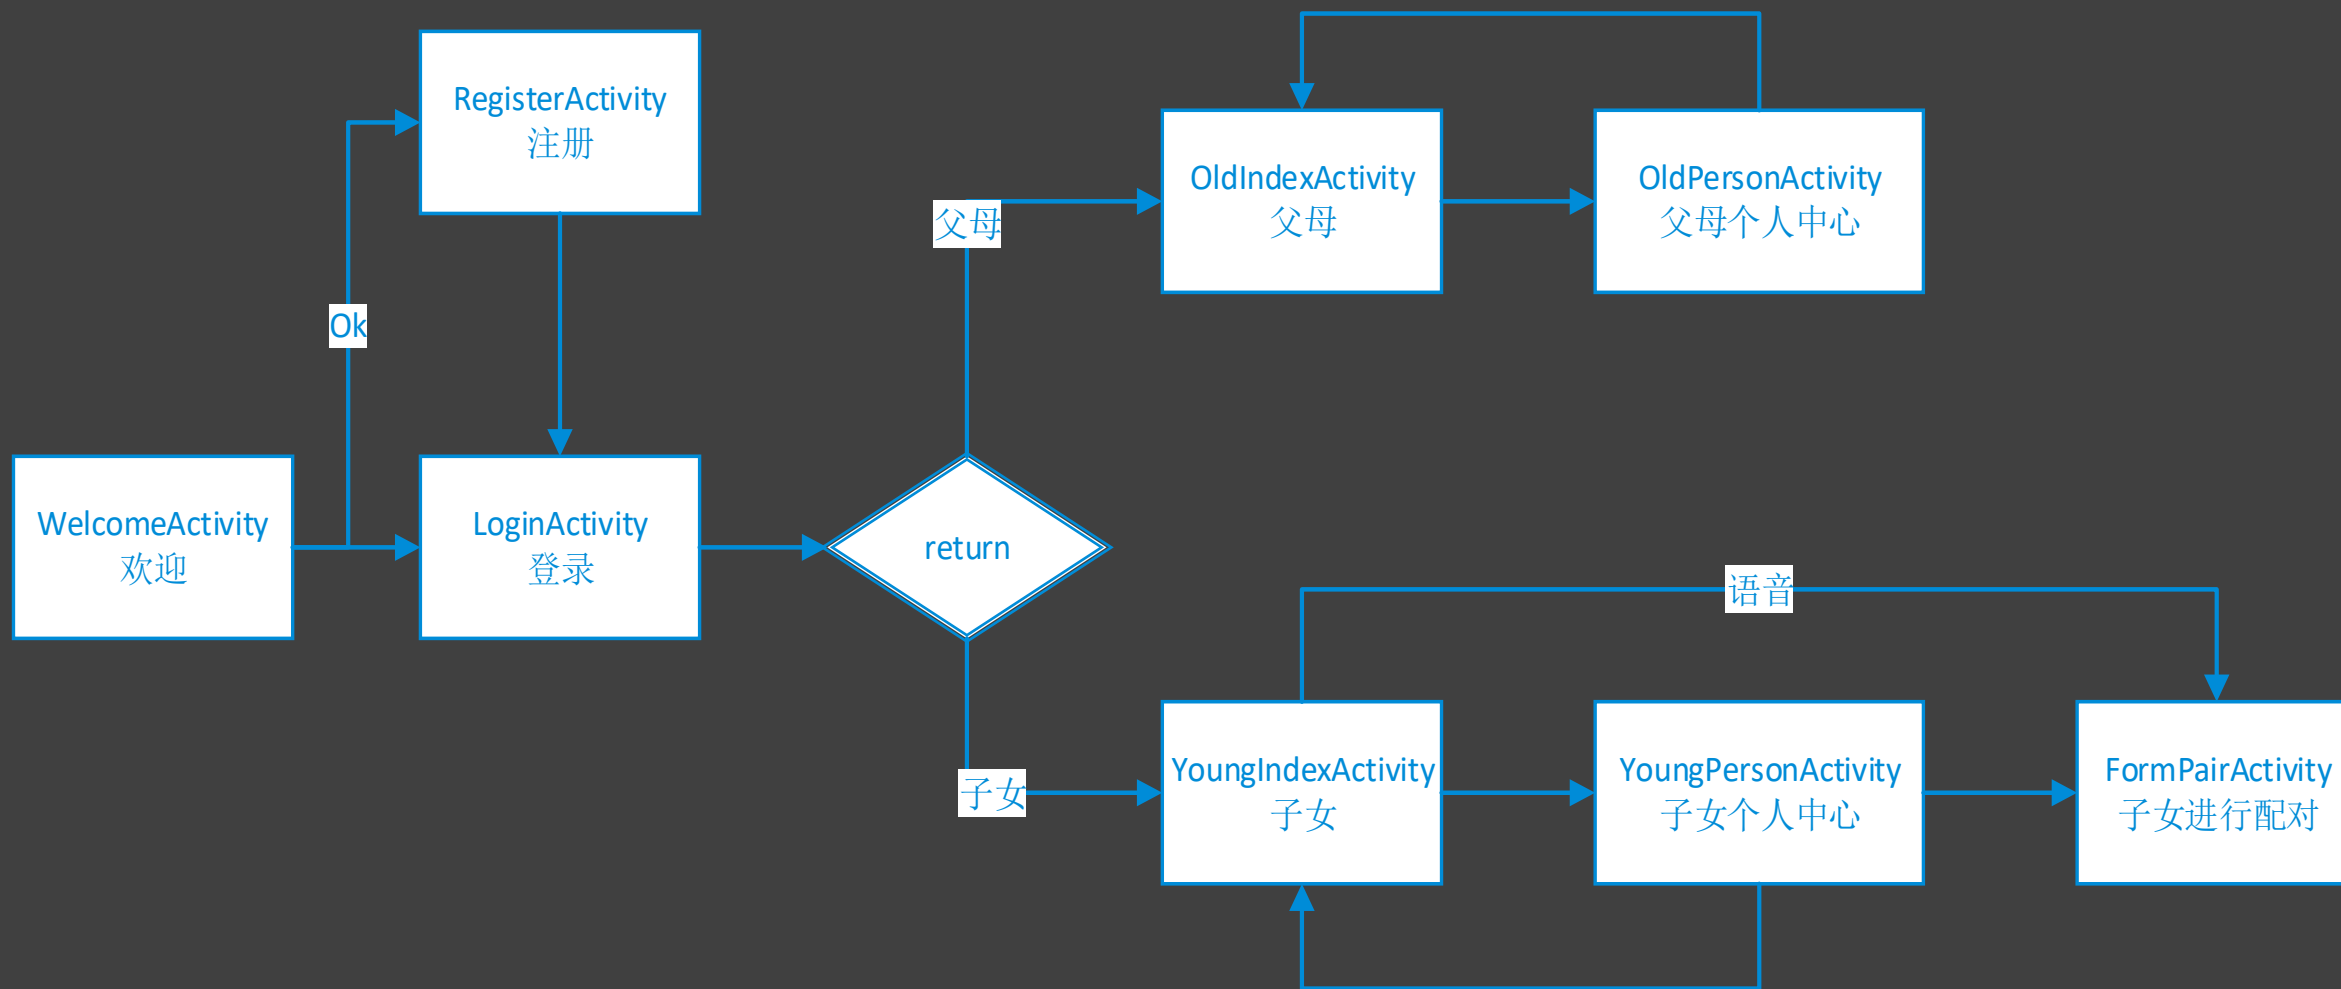 RegisterActivity
注册
Ok
WelcomeActivity
欢迎
LoginActivity
登录
return
父母
OldIndexActivity
父母
OldPersonActivity
父母个人中心
子女
语音
YoungIndexActivity
子女
YoungPersonActivity
子女个人中心
FormPairActivity
子女进行配对